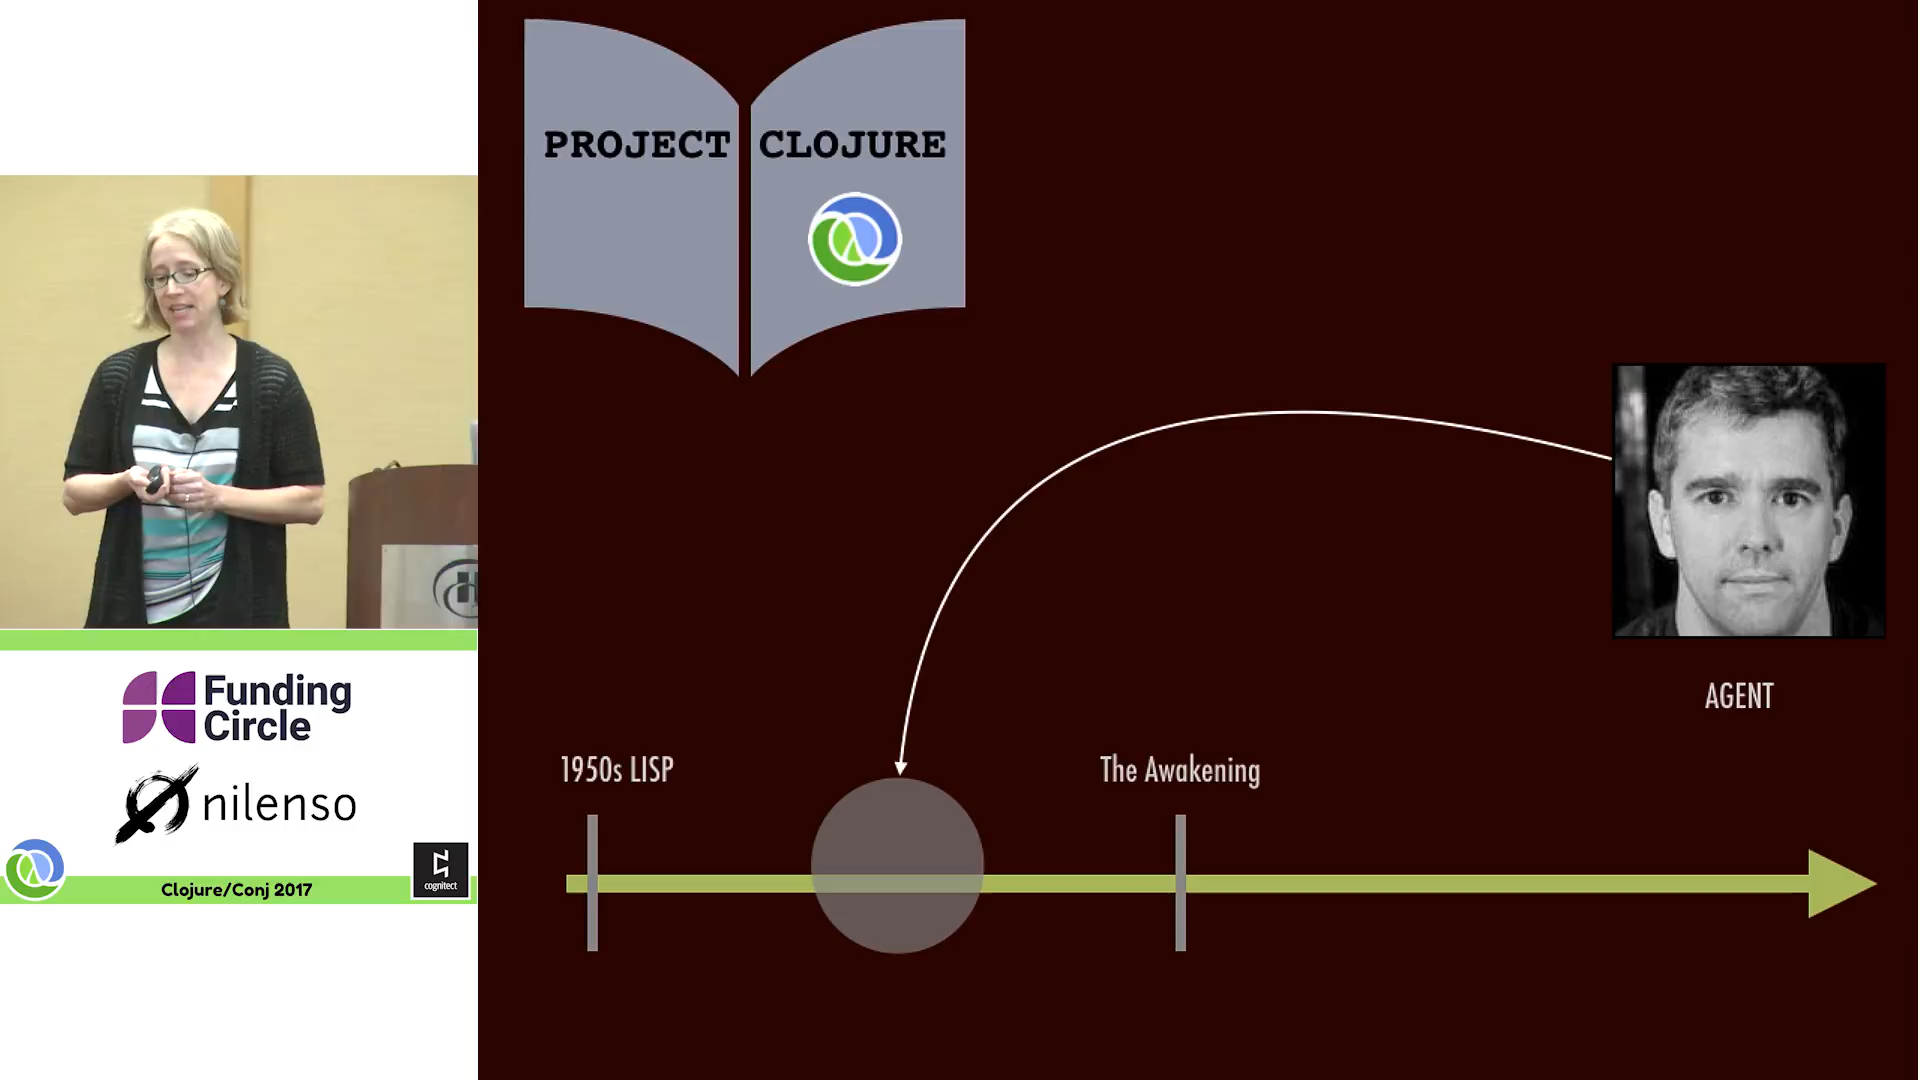 PROJECT CLOJURE
AGENT
1950s LISP
The Awakening
Funding
Circle
nilenso
cognitect
Clojure/Conj 2017